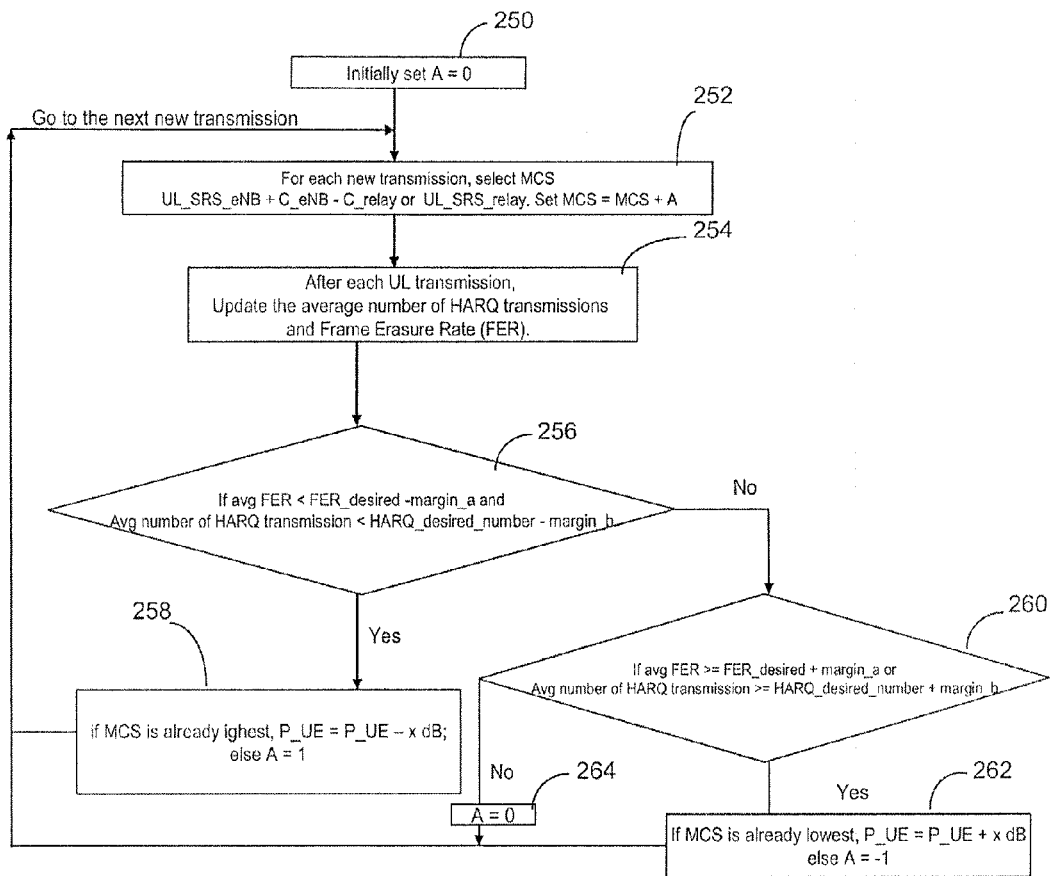 250
Initially set A = 0
Go to the next new transmission
252
For each new transmission, select MCS
UL_SRS_eNB + C_eNB - C_relay or UL_SRS_relay. Set MCS = MCS + A
254
After each UL transmission,
Update the average number of HARQ transmissions
and Frame Erasure Rate (FER).
256
If avg FER < FER_desired -margin_a and
Avg number of HARQ transmission < HARQ_desired_number - margin_b
No
Yes
258
if MCS is already ighest, P_UE = P_UE – x dB;
else A = 1
260
If avg FER >= FER_desired + margin_a or
Avg number of HARQ transmission >= HARQ_desired_number + margin_b
No
264
A = 0
Yes
262
If MCS is already lowest, P_UE = P_UE + x dB
else A = -1